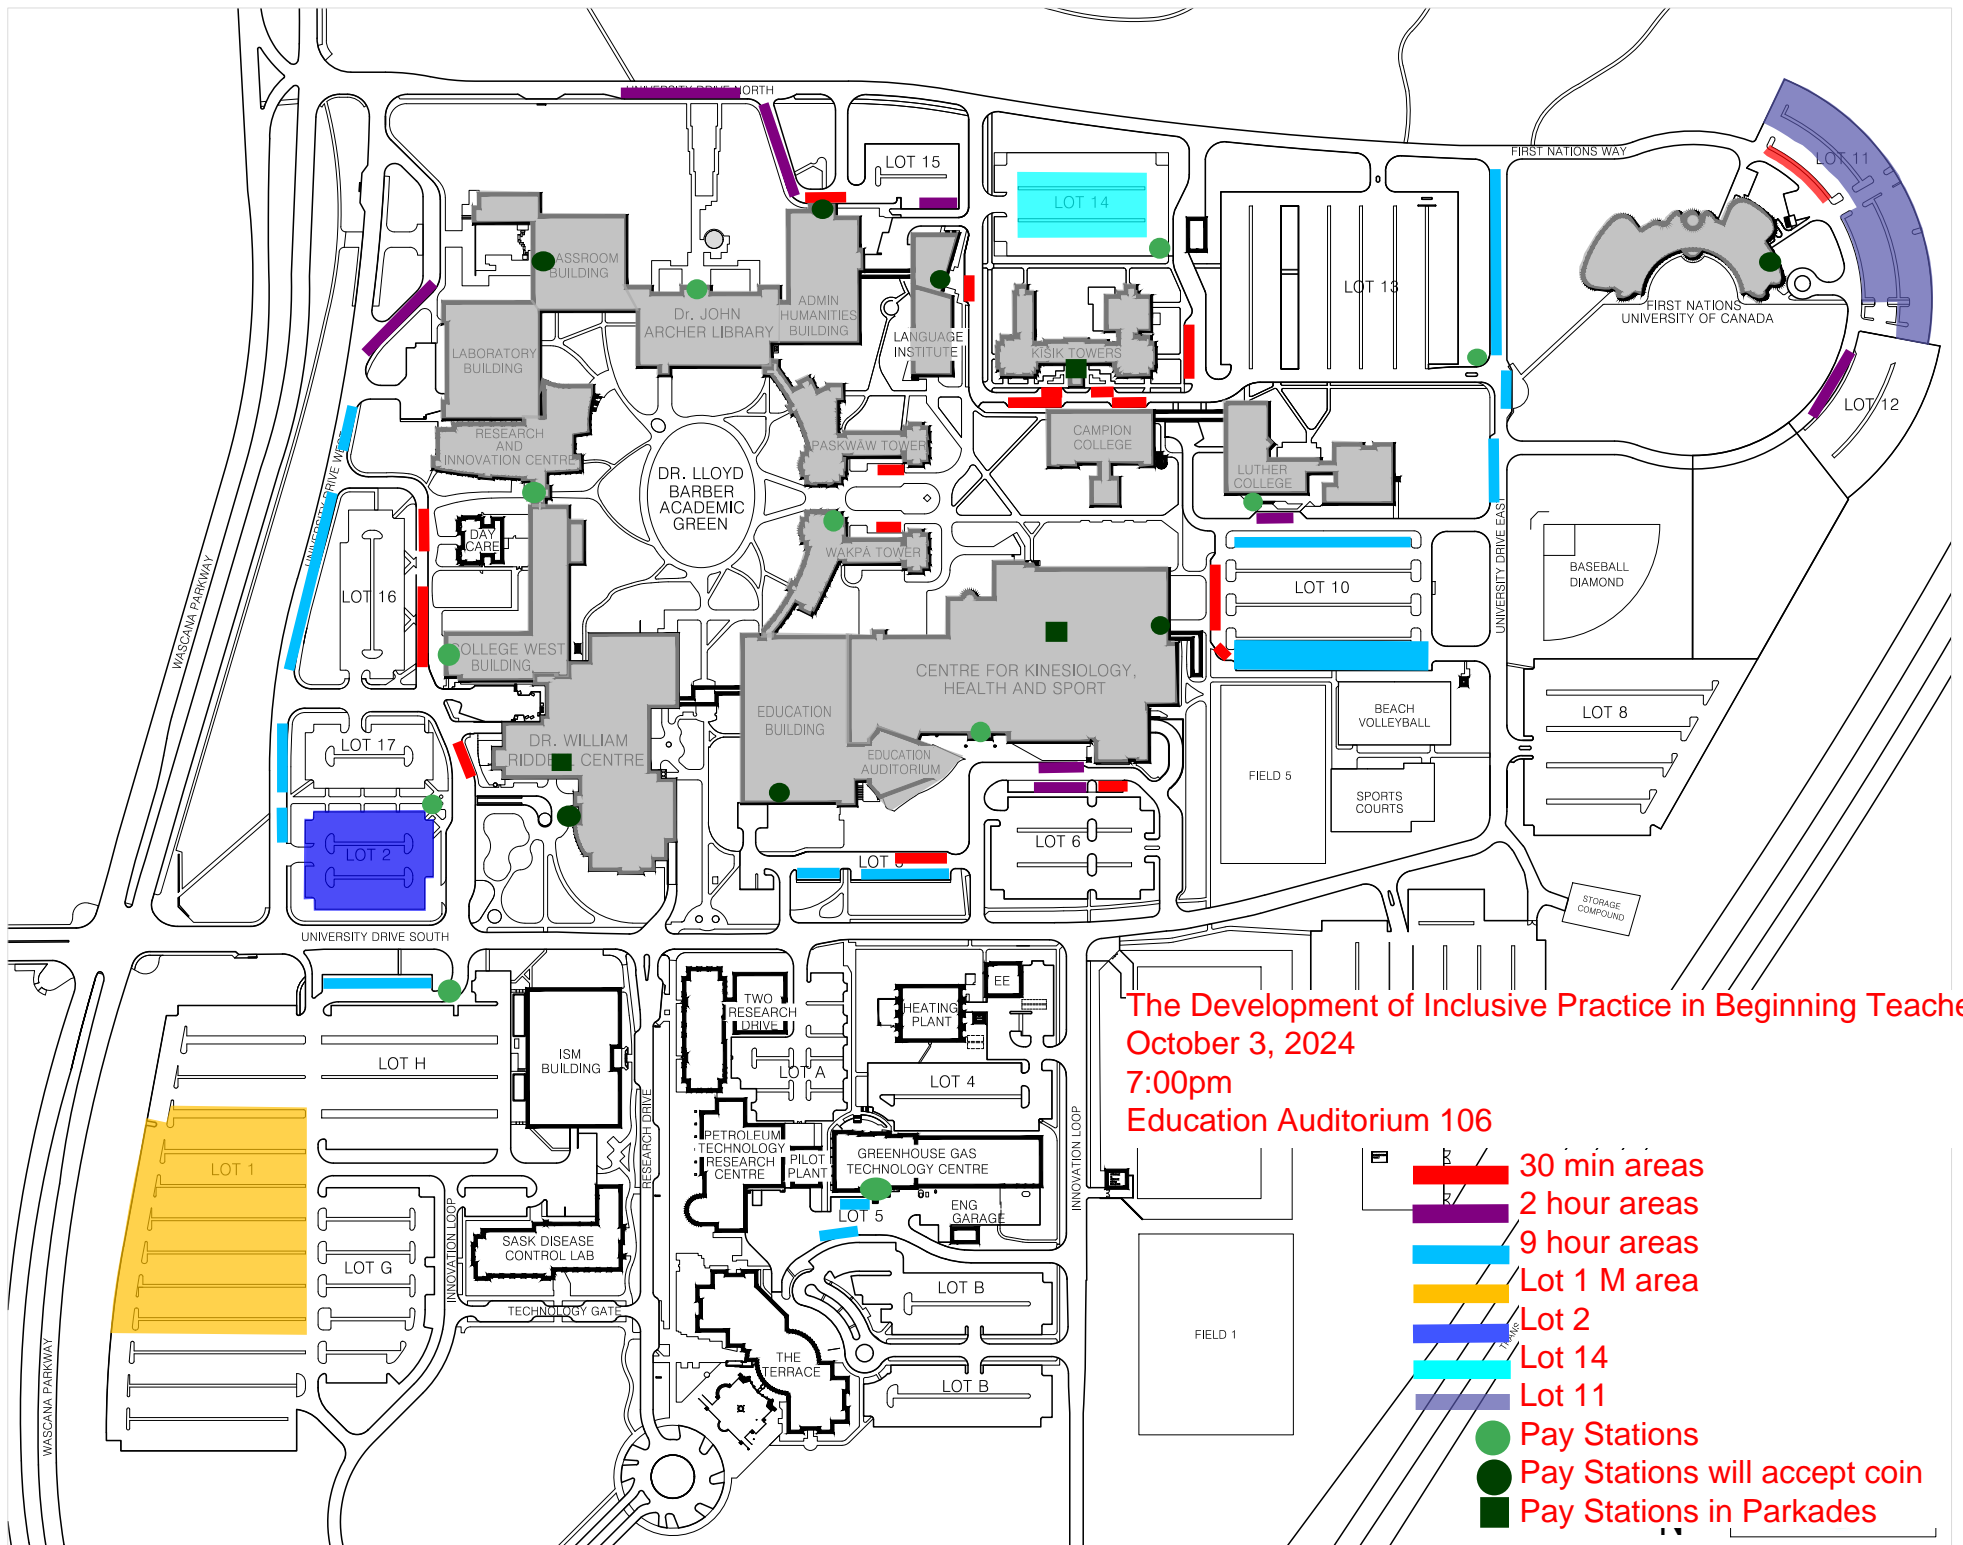 UNIVERSITY DRIVE NORTH
LOT 15
FIRST NATIONS WAY
LOT 11
LOT 14
BUILDING
LOT 13
Dr. JOHN
ARCHER LIBRARY
ADMIN
HUMANITIES
BUILDING
FIRST NATIONS
UNIVERSITY OF CANADA
LANGUAGE
INSTITUTE
KISIK TOWERS
LABORATORY
BUILDING
LOT 12
RESEARCH
AND
INNOVATION CENTRE
PASKWĀW TOWER
CAMPION
COLLEGE
LUTHER
COLLEGE
DR. LLOYD
BARBER
ACADEMIC
GREEN
UNIVERSITY DRIVE WEST
DAY
CARE
WAKPĀ TOWER
UNIVERSITY DRIVE EAST
BASEBALL
DIAMOND
LOT 10
LOT 16
WASCANA PARKWAY
COLLEGE WEST
BUILDING
CENTRE FOR KINESIOLOGY,
HEALTH AND SPORT
EDUCATION
BUILDING
BEACH
VOLLEYBALL
LOT 8
LOT 17
DR. WILLIAM
RIDDELL CENTRE
EDUCATION
AUDITORIUM
FIELD 5
SPORTS
COURTS
LOT 2
LOT 6
LOT
STORAGE
COMPOUND
UNIVERSITY DRIVE SOUTH
TWO
RESEARCH
DRIVE
HEATING
PLANT
EE
The Development of Inclusive Practice in Beginning Teache
October 3, 2024
7:00pm
Education Auditorium 106
LOT H
ISM
BUILDING
LOT A
LOT 4
RESEARCH DRIVE
INNOVATION LOOP
LOT 1
PETROLEUM
TECHNOLOGY
RESEARCH
CENTRE
PILOT
PLANT
GREENHOUSE GAS
TECHNOLOGY CENTRE
LOT 5
ENG
GARAGE
INNOVATION LOOP
SASK DISEASE
CONTROL LAB
LOT G
TECHNOLOGY GATE
LOT B
FIELD 1
THE
TERRACE
LOT B
WASCANA PARKWAY
30 min areas
2 hour areas
9 hour areas
Lot 1 M area
Lot 2
TRANS
Lot 14
Lot 11
Pay Stations
Pay Stations will accept coin
Pay Stations in Parkades